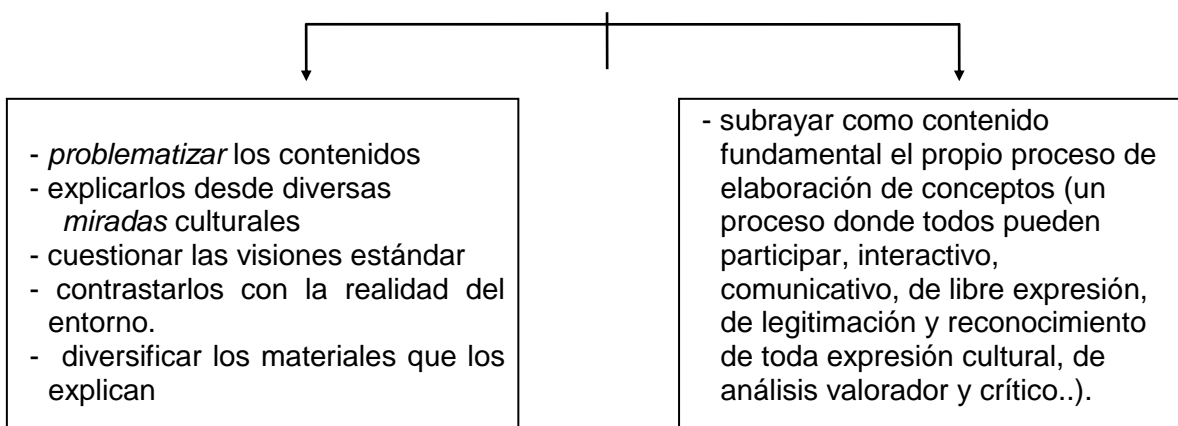 - problematizar los contenidos
- explicarlos desde diversas
miradas culturales
- cuestionar las visiones estándar
- contrastarlos con la realidad del
entorno.
- diversificar los materiales que los
explican
- subrayar como contenido
fundamental el propio proceso de
elaboración de conceptos (un
proceso donde todos pueden
participar, interactivo,
comunicativo, de libre expresión,
de legitimación y reconocimiento
de toda expresión cultural, de
análisis valorador y crítico..).